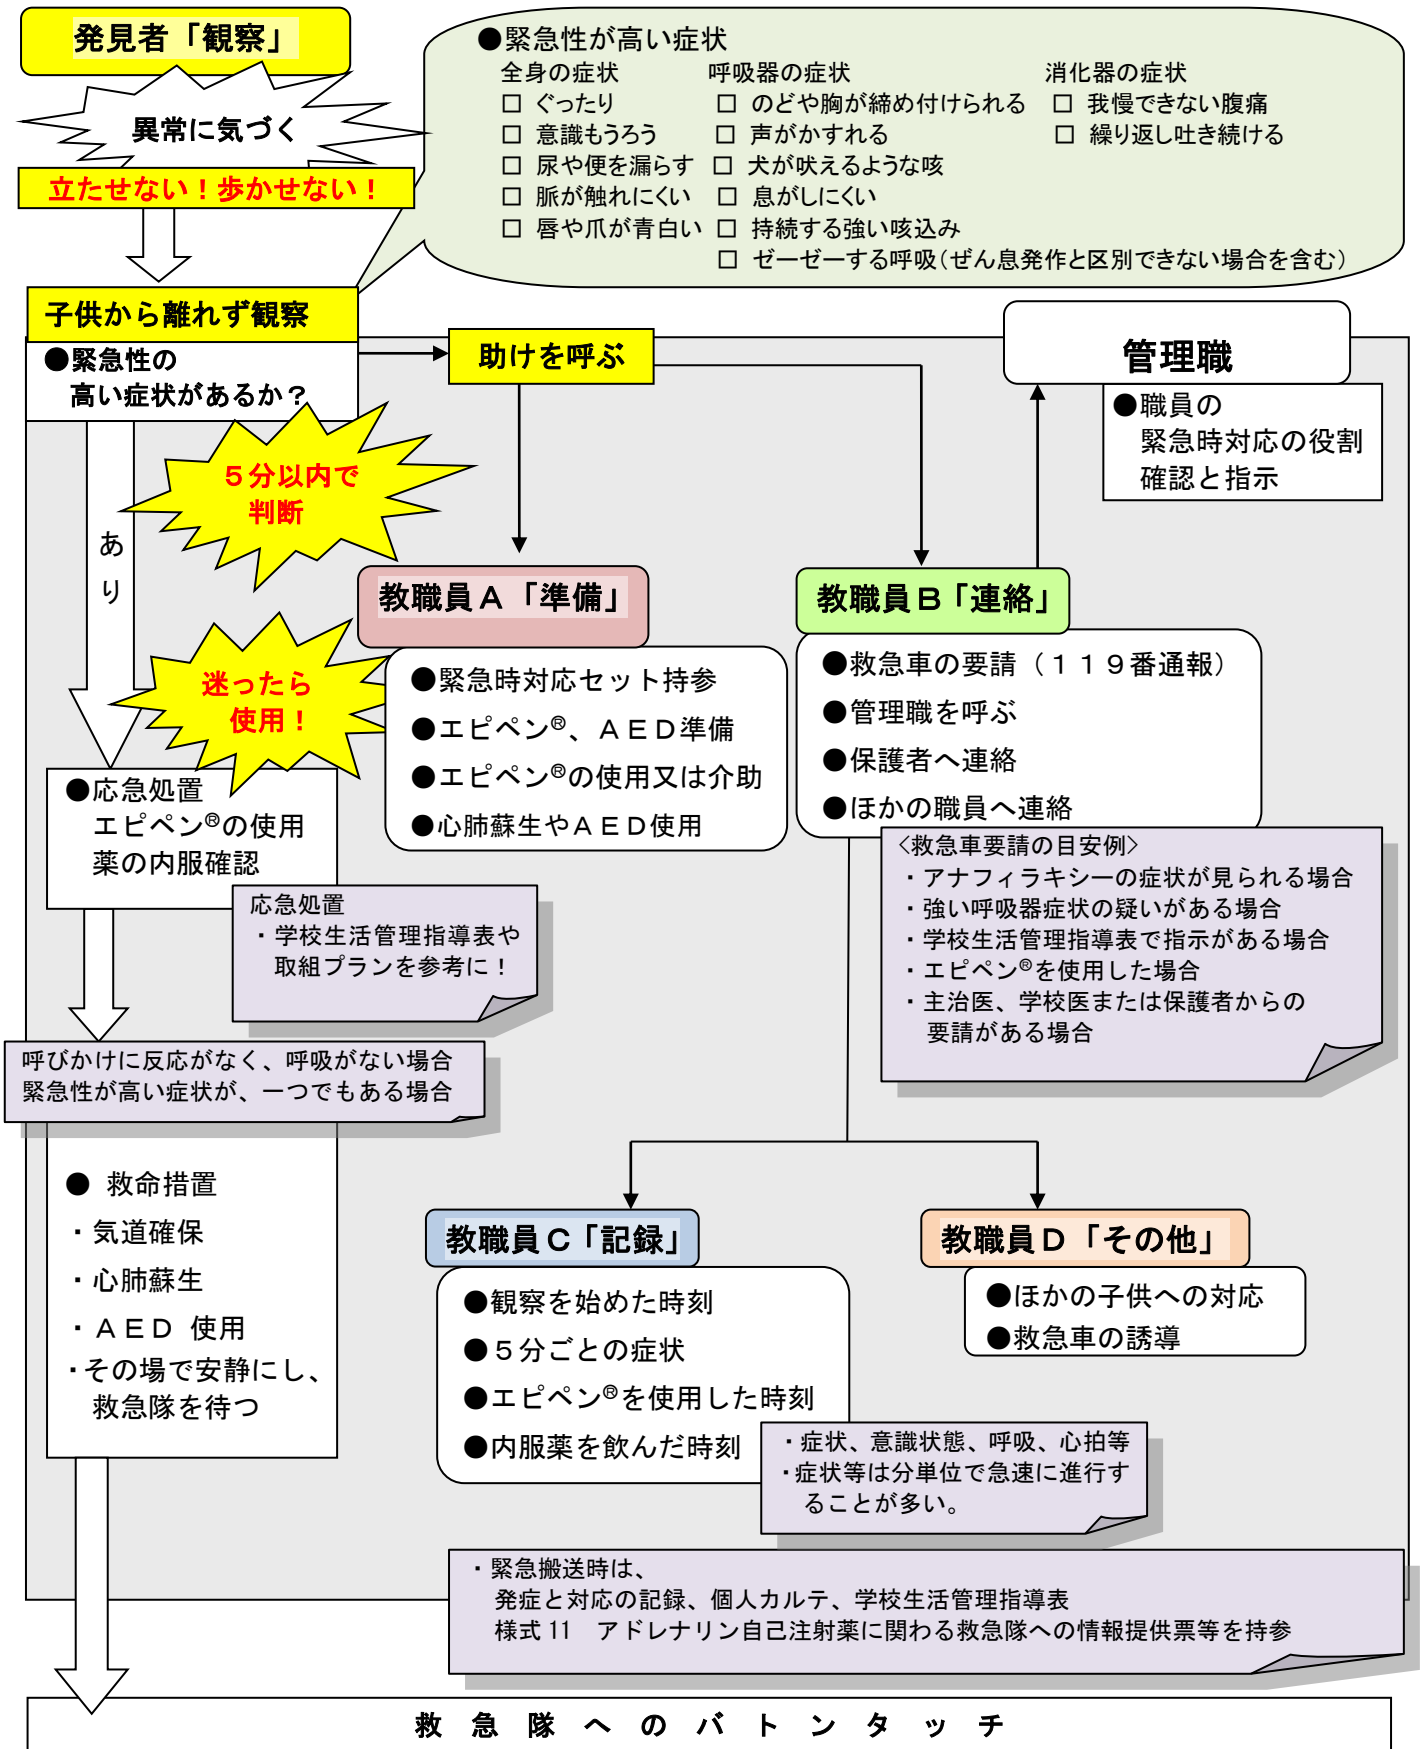 発見者「観察」
異常に気づく
立たせない！歩かせない！
●緊急性が高い症状
全身の症状
□ ぐったり
□ 意識もうろう
□ 尿や便を漏らす
□ 脈が触れにくい
□ 唇や爪が青白い
呼吸器の症状
□ のどや胸が締め付けられる
□ 声がかすれる
□ 犬が吠えるような咳
□ 息がしにくい
□ 持続する強い咳込み
□ ゼーゼーする呼吸（ぜん息発作と区別できない場合を含む）
消化器の症状
□ 我慢できない腹痛
□ 繰り返し吐き続ける
子供から離れず観察
●緊急性の
高い症状があるか？
助けを呼ぶ
管理職
●職員の
緊急時対応の役割
確認と指示
５分以内で
判断
あり
迷ったら
使用！
教職員Ａ「準備」
●緊急時対応セット持参
●エピペン®、ＡＥＤ準備
●エピペン®の使用又は介助
●心肺蘇生やＡＥＤ使用
教職員Ｂ「連絡」
●救急車の要請（１１９番通報）
●管理職を呼ぶ
●保護者へ連絡
●ほかの職員へ連絡
〈救急車要請の目安例〉
・アナフィラキシーの症状が見られる場合
・強い呼吸器症状の疑いがある場合
・学校生活管理指導表で指示がある場合
・エピペン®を使用した場合
・主治医、学校医または保護者からの
要請がある場合
●応急処置
エピペン®の使用
薬の内服確認
応急処置
・学校生活管理指導表や
取組プランを参考に！
呼びかけに反応がなく、呼吸がない場合
緊急性が高い症状が、一つでもある場合
● 救命措置
・気道確保
・心肺蘇生
・ＡＥＤ 使用
・その場で安静にし、
救急隊を待つ
教職員Ｃ「記録」
●観察を始めた時刻
●５分ごとの症状
●エピペン®を使用した時刻
●内服薬を飲んだ時刻
・症状、意識状態、呼吸、心拍等
・症状等は分単位で急速に進行す
ることが多い。
教職員Ｄ「その他」
●ほかの子供への対応
●救急車の誘導
・緊急搬送時は、
発症と対応の記録、個人カルテ、学校生活管理指導表
様式 11　アドレナリン自己注射薬に関わる救急隊への情報提供票等を持参
救急隊へのバトンタッチ